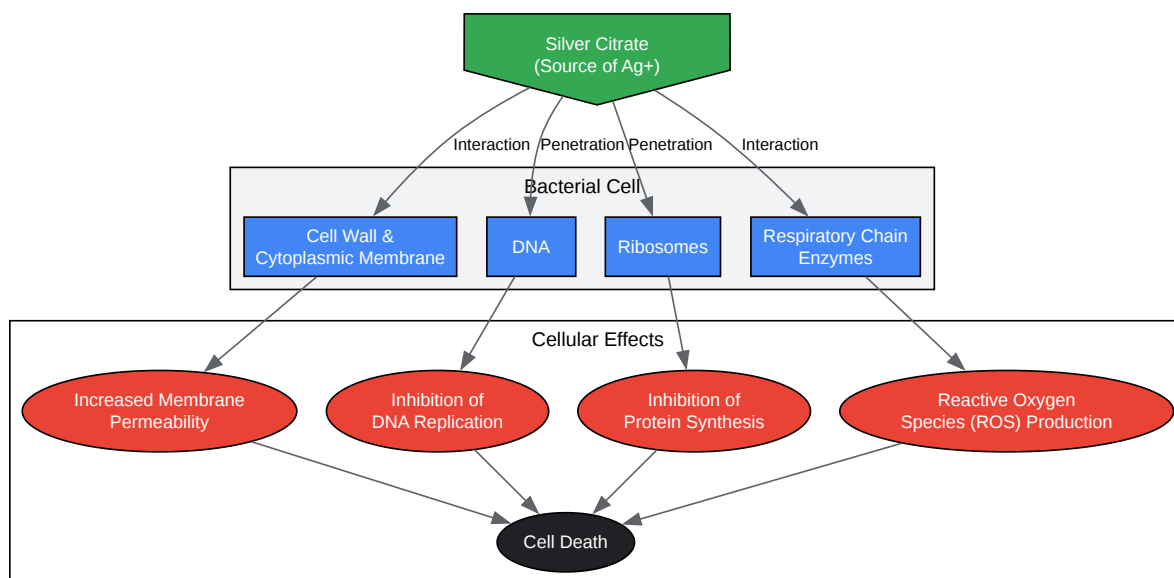 Silver Citrate
(Source of Ag+)
Interaction
Penetration
Penetration
Interaction
Bacterial Cell
Cell Wall &
Cytoplasmic Membrane
DNA
Ribosomes
Respiratory Chain
Enzymes
Cellular Effects
Increased Membrane
Permeability
Inhibition of
DNA Replication
Inhibition of
Protein Synthesis
Reactive Oxygen
Species (ROS) Production
Cell Death